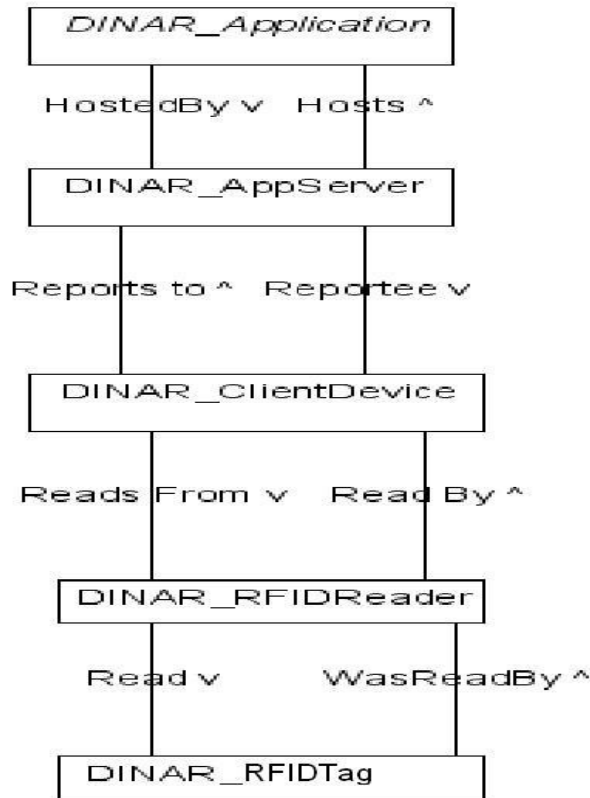 DINAR_Application
HostedBy v Hosts ^
DINAR_AppServer
Reports to ^ Reportee v
DINAR_ClientDevice
Reads From v Read By ^
DINAR_RFIDReader
Read v WasReadBy ^
DINAR_RFIDTag